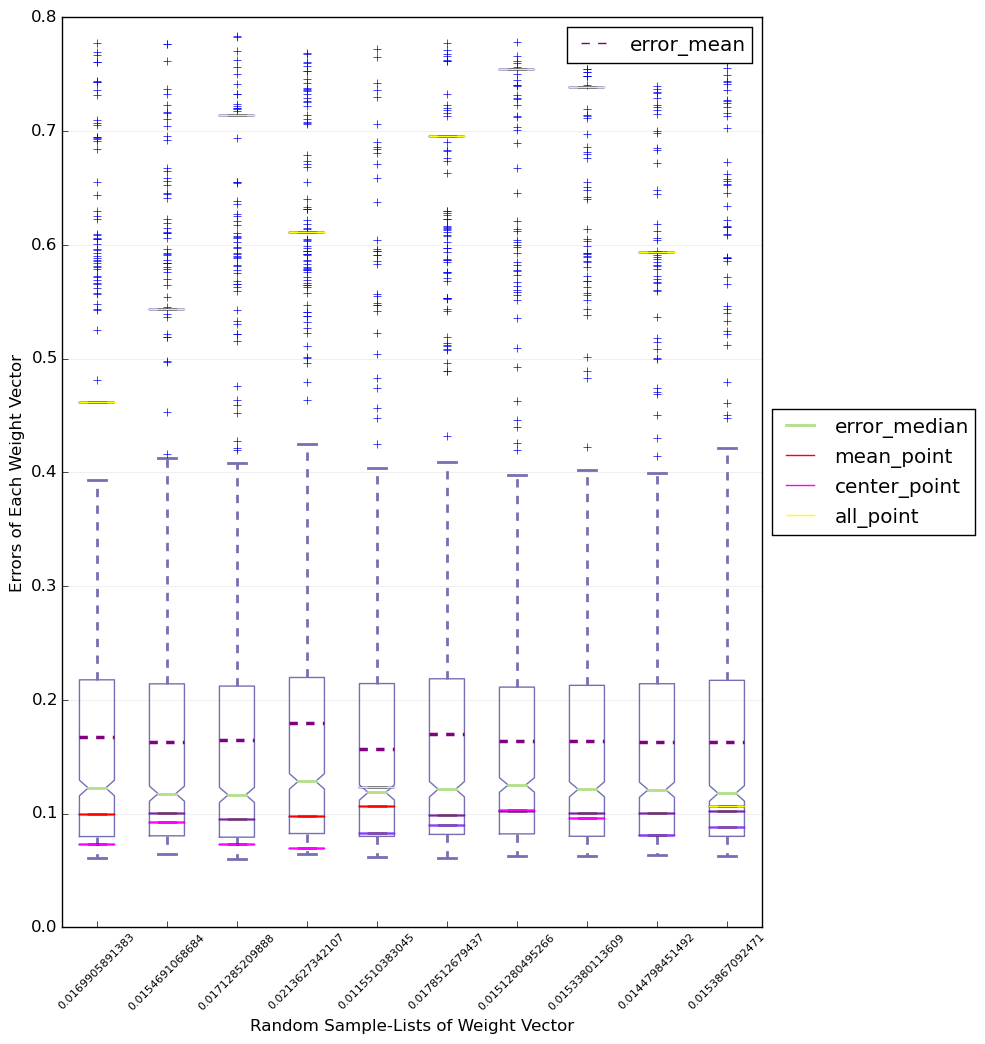 0.8
0.7
0.6
0.5
0.4
0.3
0.2
0.1
0.0
Errors of Each Weight Vector
error_mean
error_median
mean_point
center_point
all_point
0.0169905891383
0.0154691068684
0.0171285209888
0.0213627342107
0.0115510383045
0.0178512679437
0.0151280495266
0.0153380113609
0.0144798451492
0.0153867092471
Random Sample-Lists of Weight Vector